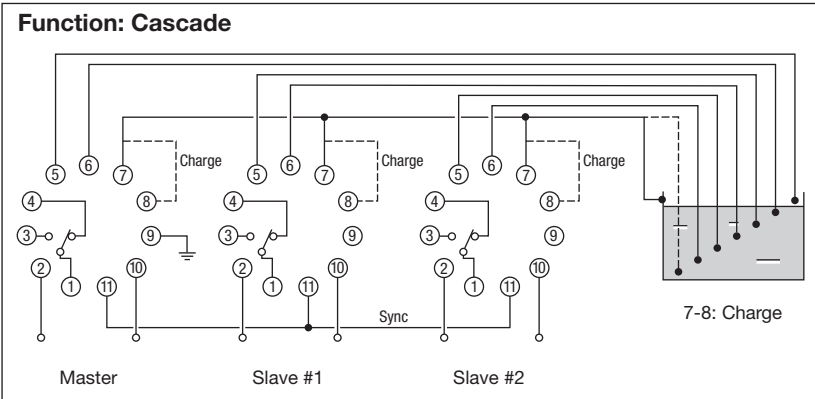 Function: Cascade
5 6 7 Charge 5 6 7 Charge 5 6 7 Charge
4 8 4 8 4 8
3 9 3 9 3 9
2 1 11 10 2 1 11 10 2 1 11 10
Sync
7-8: Charge
Master Slave #1 Slave #2